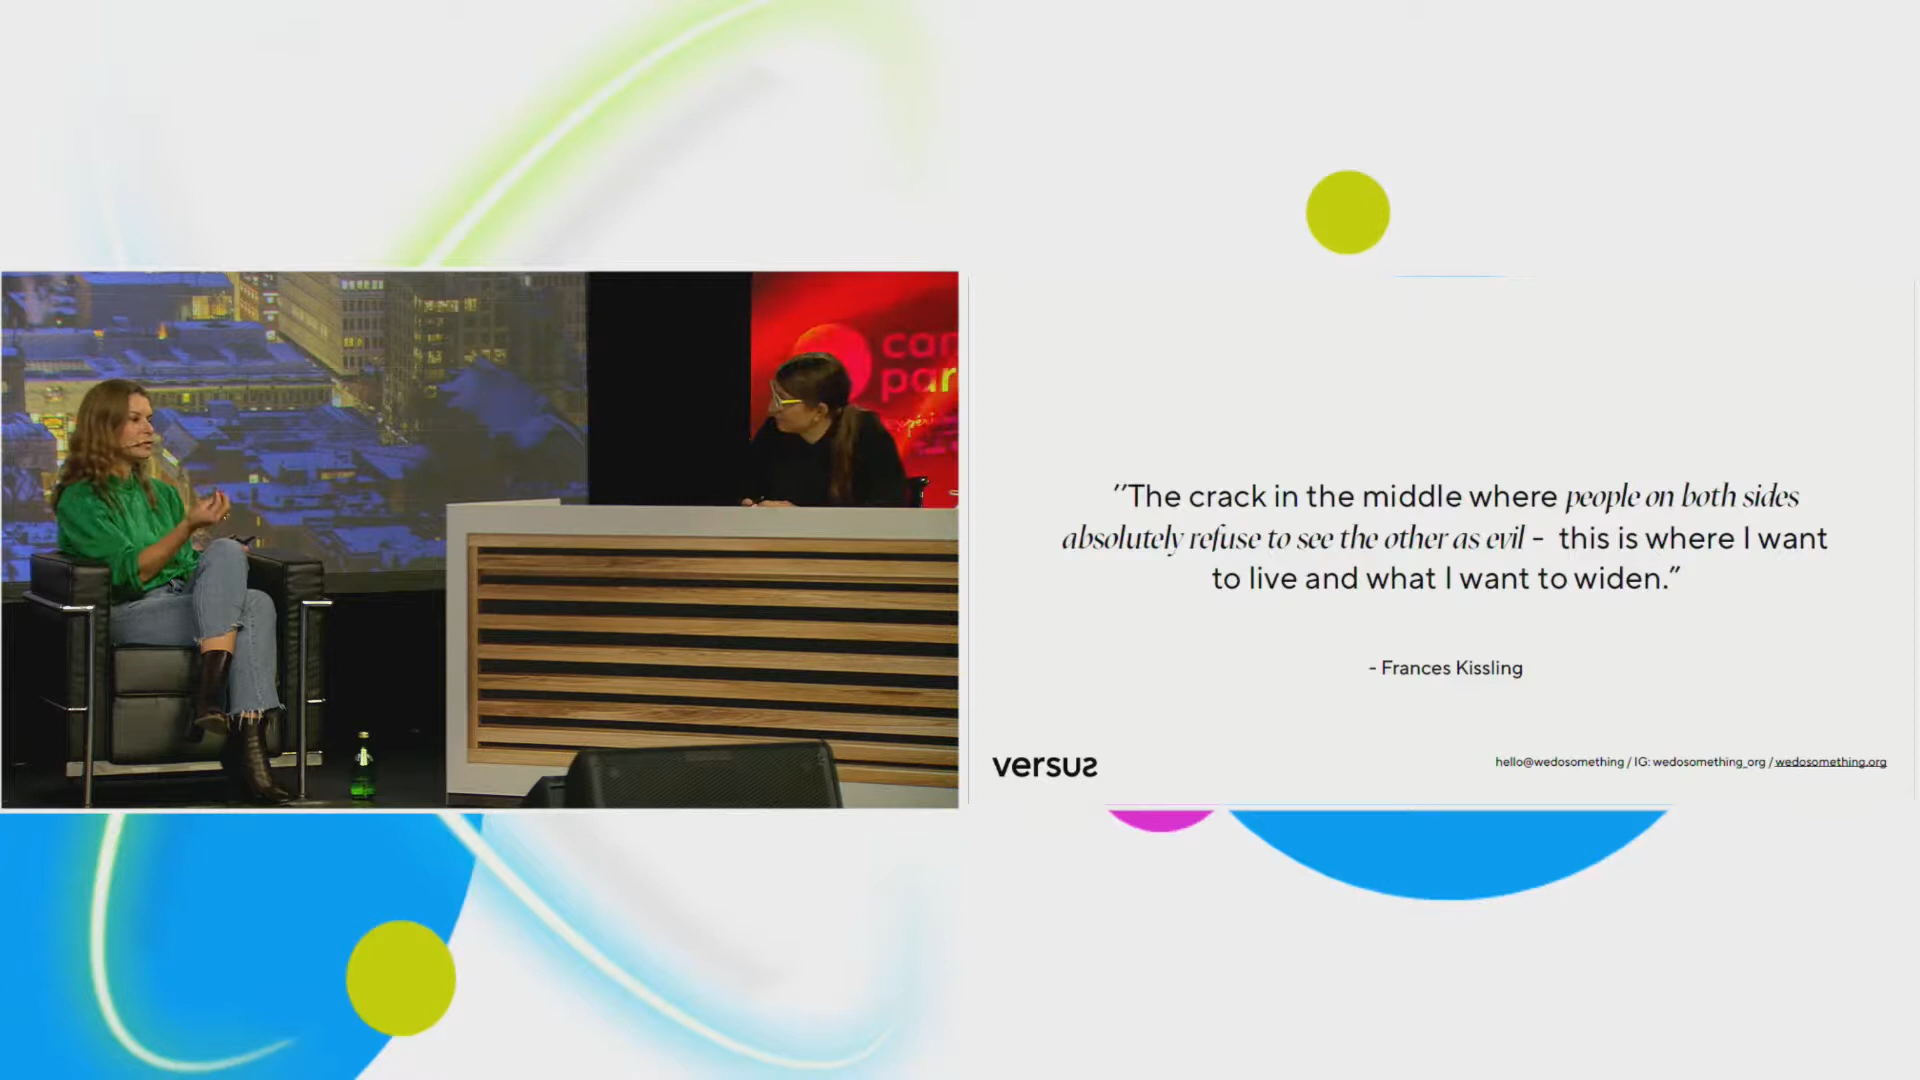 ″The crack in the middle where people on both sides
absolutely refuse to see the other as evil - this is where I want
to live and what I want to widen.”
- Frances Kissling
versus
hello@wedosomething / IG: wedosomething_org / wedosomething.org